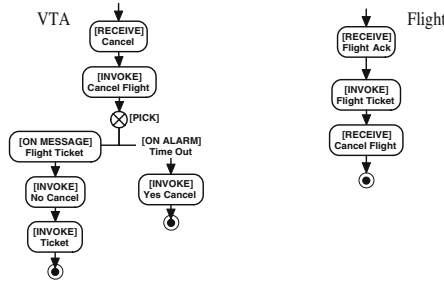 VTA
[RECEIVE]
Cancel
[INVOKE]
Cancel Flight
[PICK]
[ON MESSAGE]
Flight Ticket
[ON ALARM]
Time Out
[INVOKE]
No Cancel
[INVOKE]
Yes Cancel
[INVOKE]
Ticket
Flight
[RECEIVE]
Flight Ack
[INVOKE]
Flight Ticket
[RECEIVE]
Cancel Flight